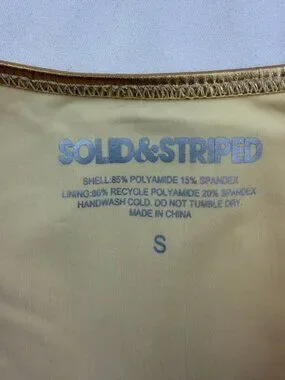 SOLID&STRIPED
SHELL:85% POLYAMIDE 15% SPANDEX
LINING:80% RECYCLE POLYAMIDE 20% SPANDEX
HANDWASH COLD. DO NOT TUMBLE DRY.
MADE IN CHINA
S